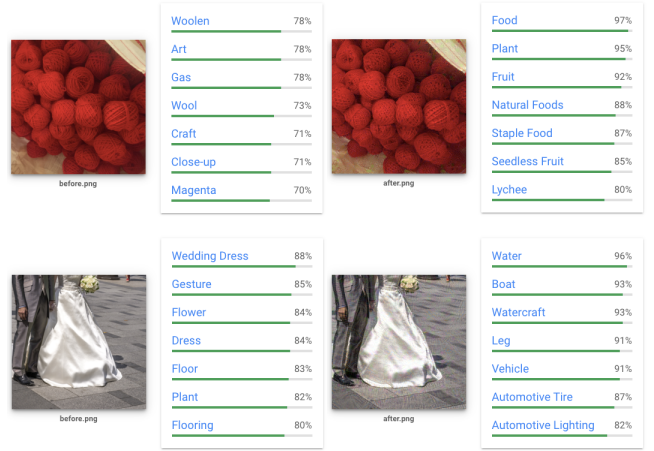 Woolen 78%
Art 78%
Gas 78%
Wool 73%
Craft 71%
Close-up 71%
Magenta 70%
before.png
Food 97%
Plant 95%
Fruit 92%
Natural Foods 88%
Staple Food 87%
Seedless Fruit 85%
Lychee 80%
after.png
Wedding Dress 88%
Gesture 85%
Flower 84%
Dress 84%
Floor 83%
Plant 82%
Flooring 80%
before.png
Water 96%
Boat 93%
Watercraft 93%
Leg 91%
Vehicle 91%
Automotive Tire 87%
Automotive Lighting 82%
after.png